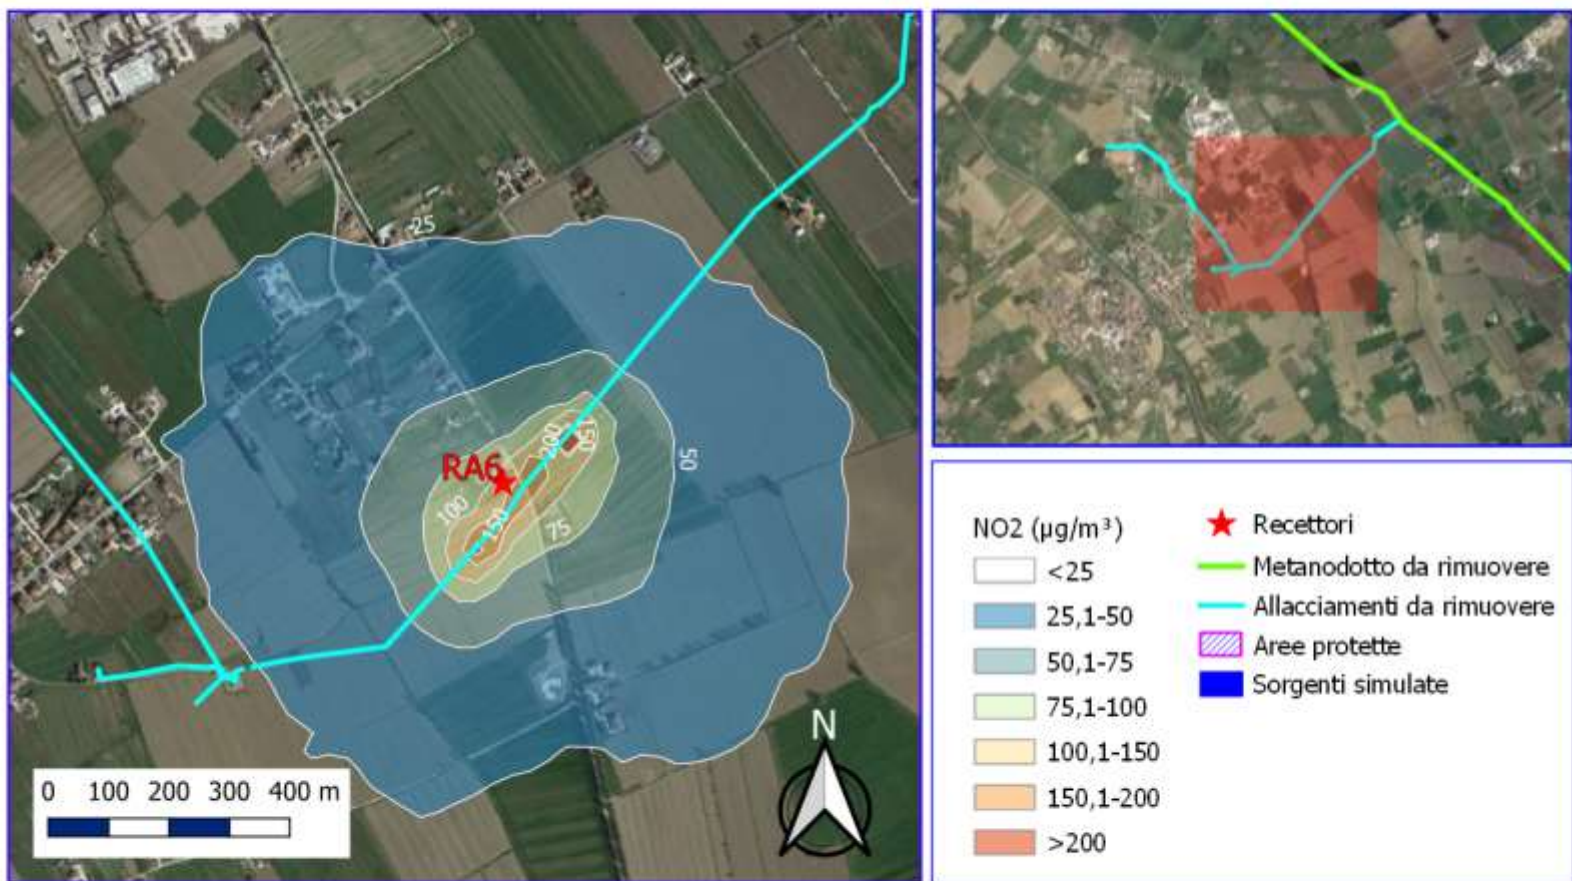 25
50
RA6
200
150
100
150
75
N
0 100 200 300 400 m
NO2 (µg/m³)
<25
25,1-50
50,1-75
75,1-100
100,1-150
150,1-200
>200
Recettori
Metanodotto da rimuovere
Allacciamenti da rimuovere
Aree protette
Sorgenti simulate